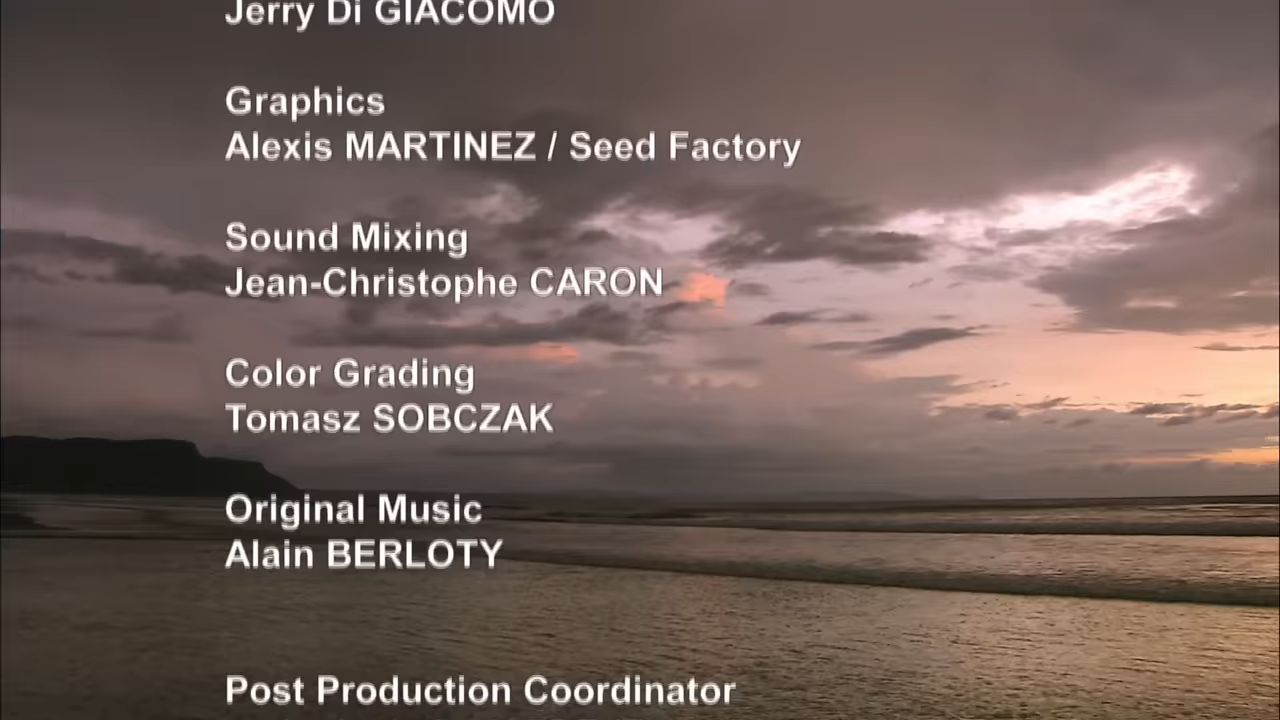 Jerry Di GIACOMO
Graphics
Alexis MARTINEZ / Seed Factory
Sound Mixing
Jean-Christophe CARON
Color Grading
Tomasz SOBCZAK
Original Music
Alain BERLOTY
Post Production Coordinator